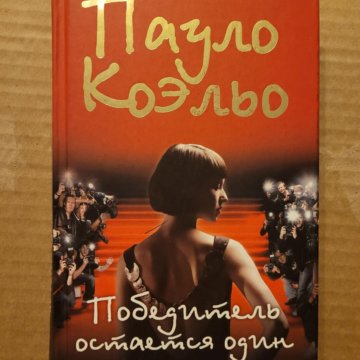 Пауло
Коэльо
Победитель
остается один